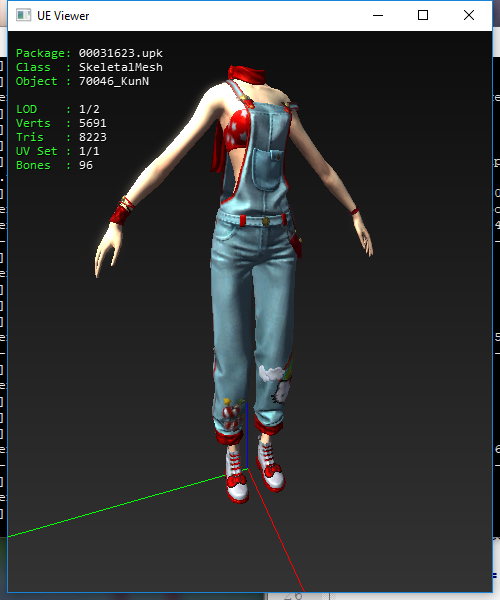 UE Viewer
Package: 00031623.upk
Class : SkeletalMesh
Object : 70046_KunN
LOD : 1/2
Verts : 5691
Tris : 8223
UV Set : 1/1
Bones : 96